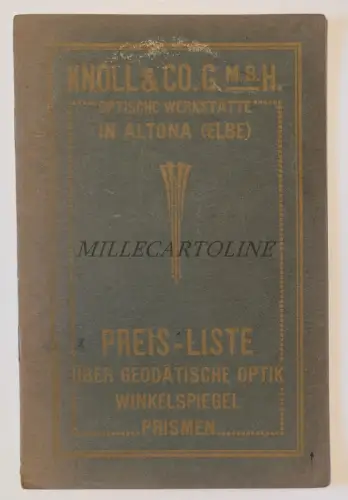 KNOLL & CO. G. M. B. H.
OPTISCHE WERKSTÄTTE
IN ALTONA (ELBE)
MILLECARTOLINE
PREIS-LISTE
ÜBER GEODÄTISCHE OPTIK
WINKELSPIEGEL
PRISMEN